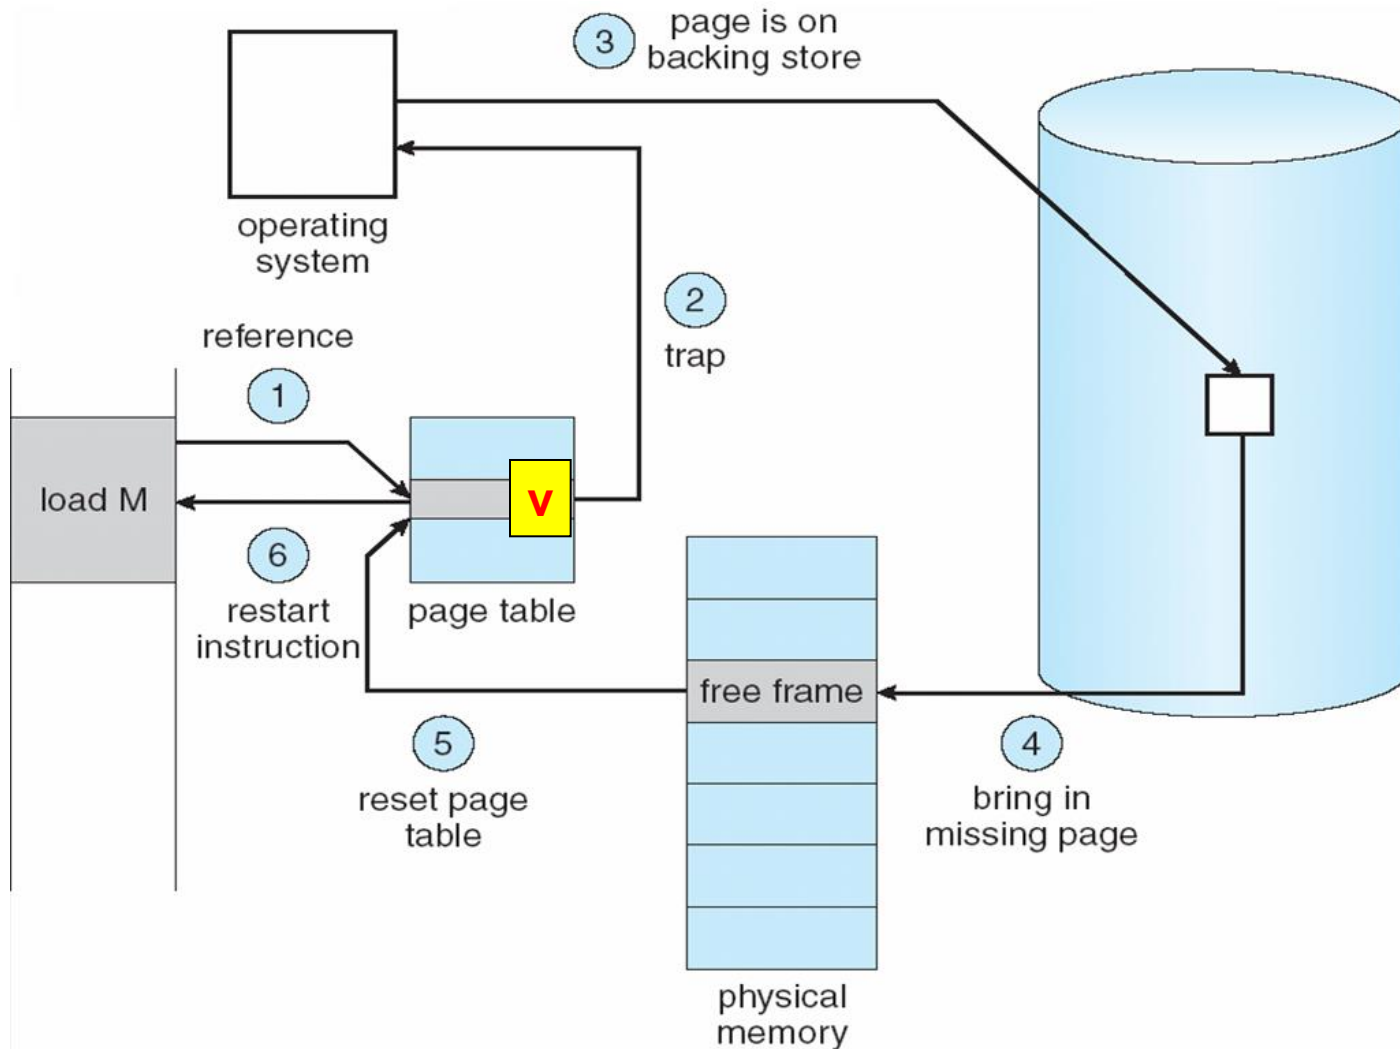 3
page is on
backing store
operating
system
2
trap
reference
1
load M
v
6
restart
instruction
page table
free frame
5
reset page
table
4
bring in
missing page
physical
memory